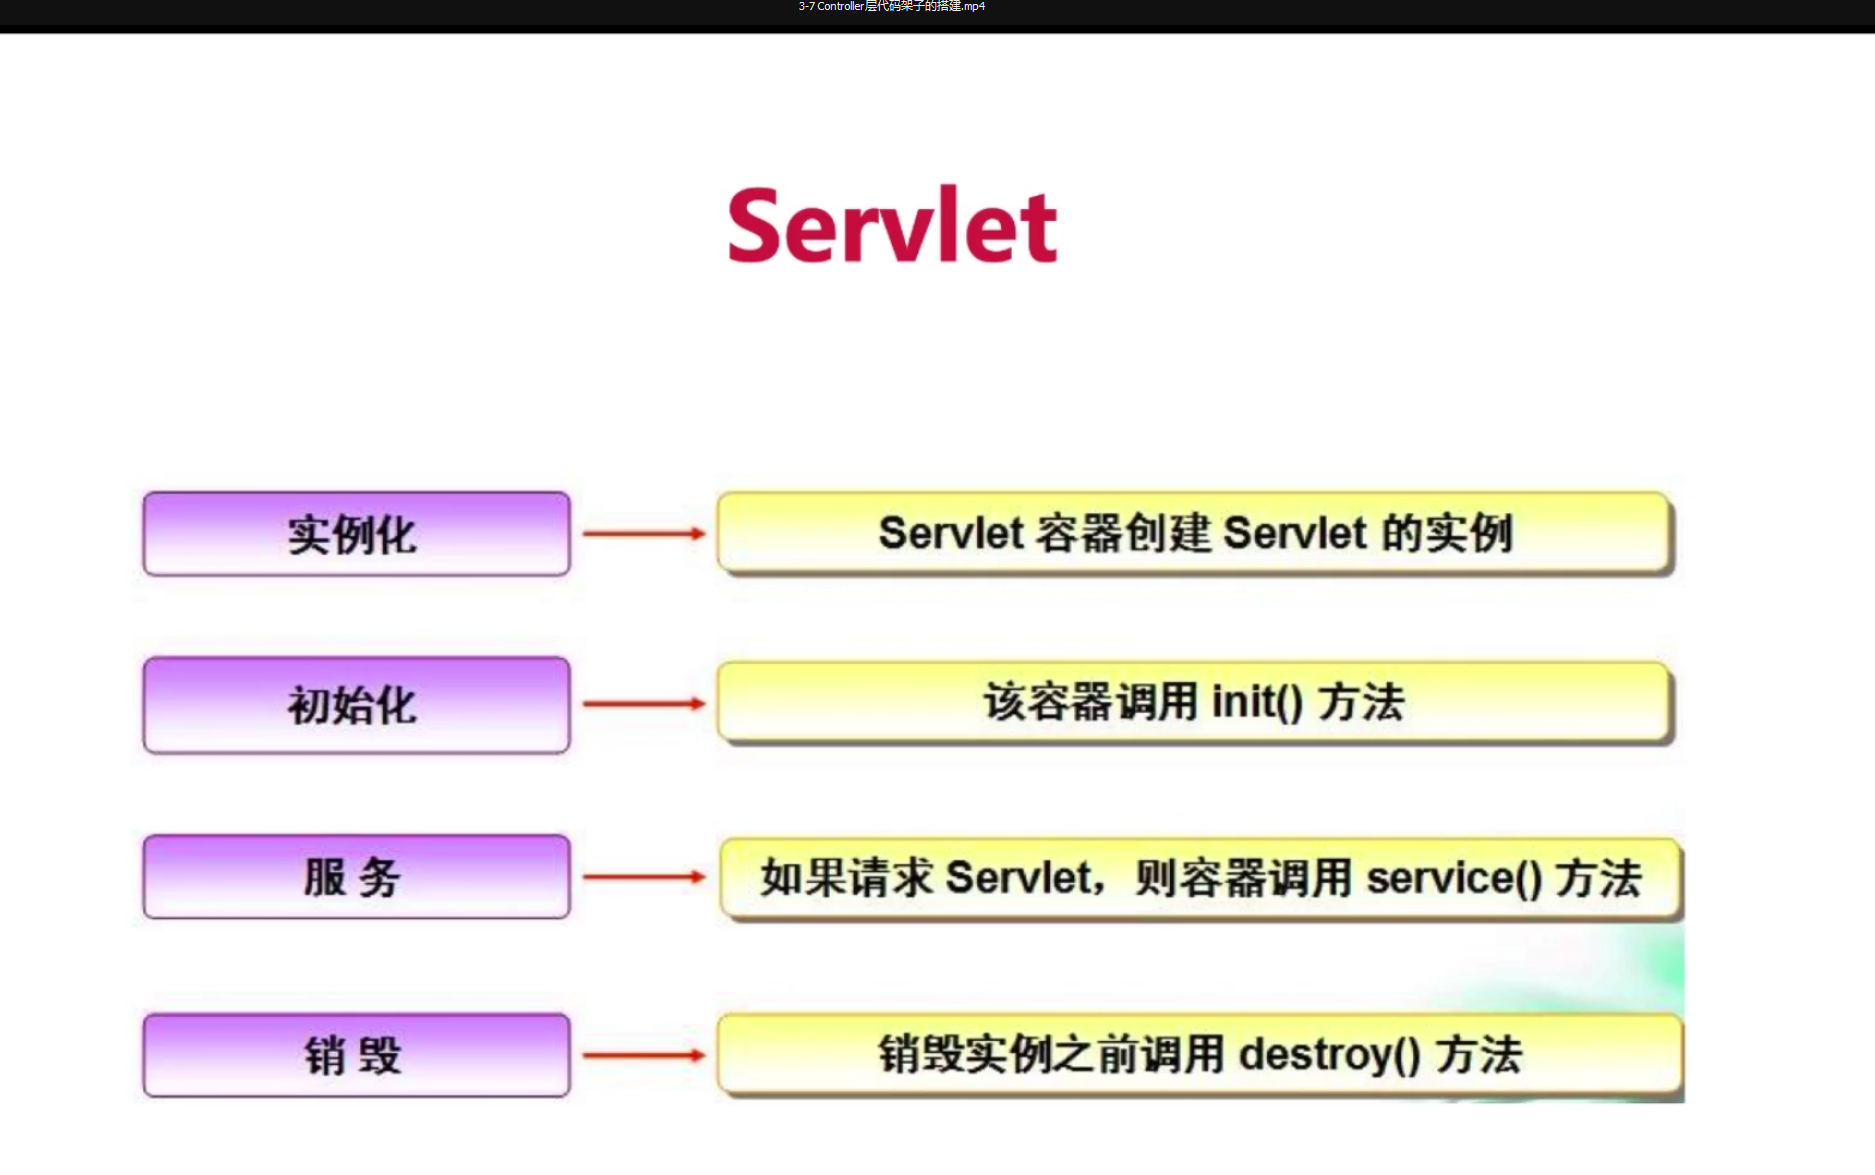 3-7 Controller层代码架子的搭建.mp4
Servlet
实例化
Servlet 容器创建 Servlet 的实例
初始化
该容器调用 init() 方法
服 务
如果请求 Servlet，则容器调用 service() 方法
销 毁
销毁实例之前调用 destroy() 方法